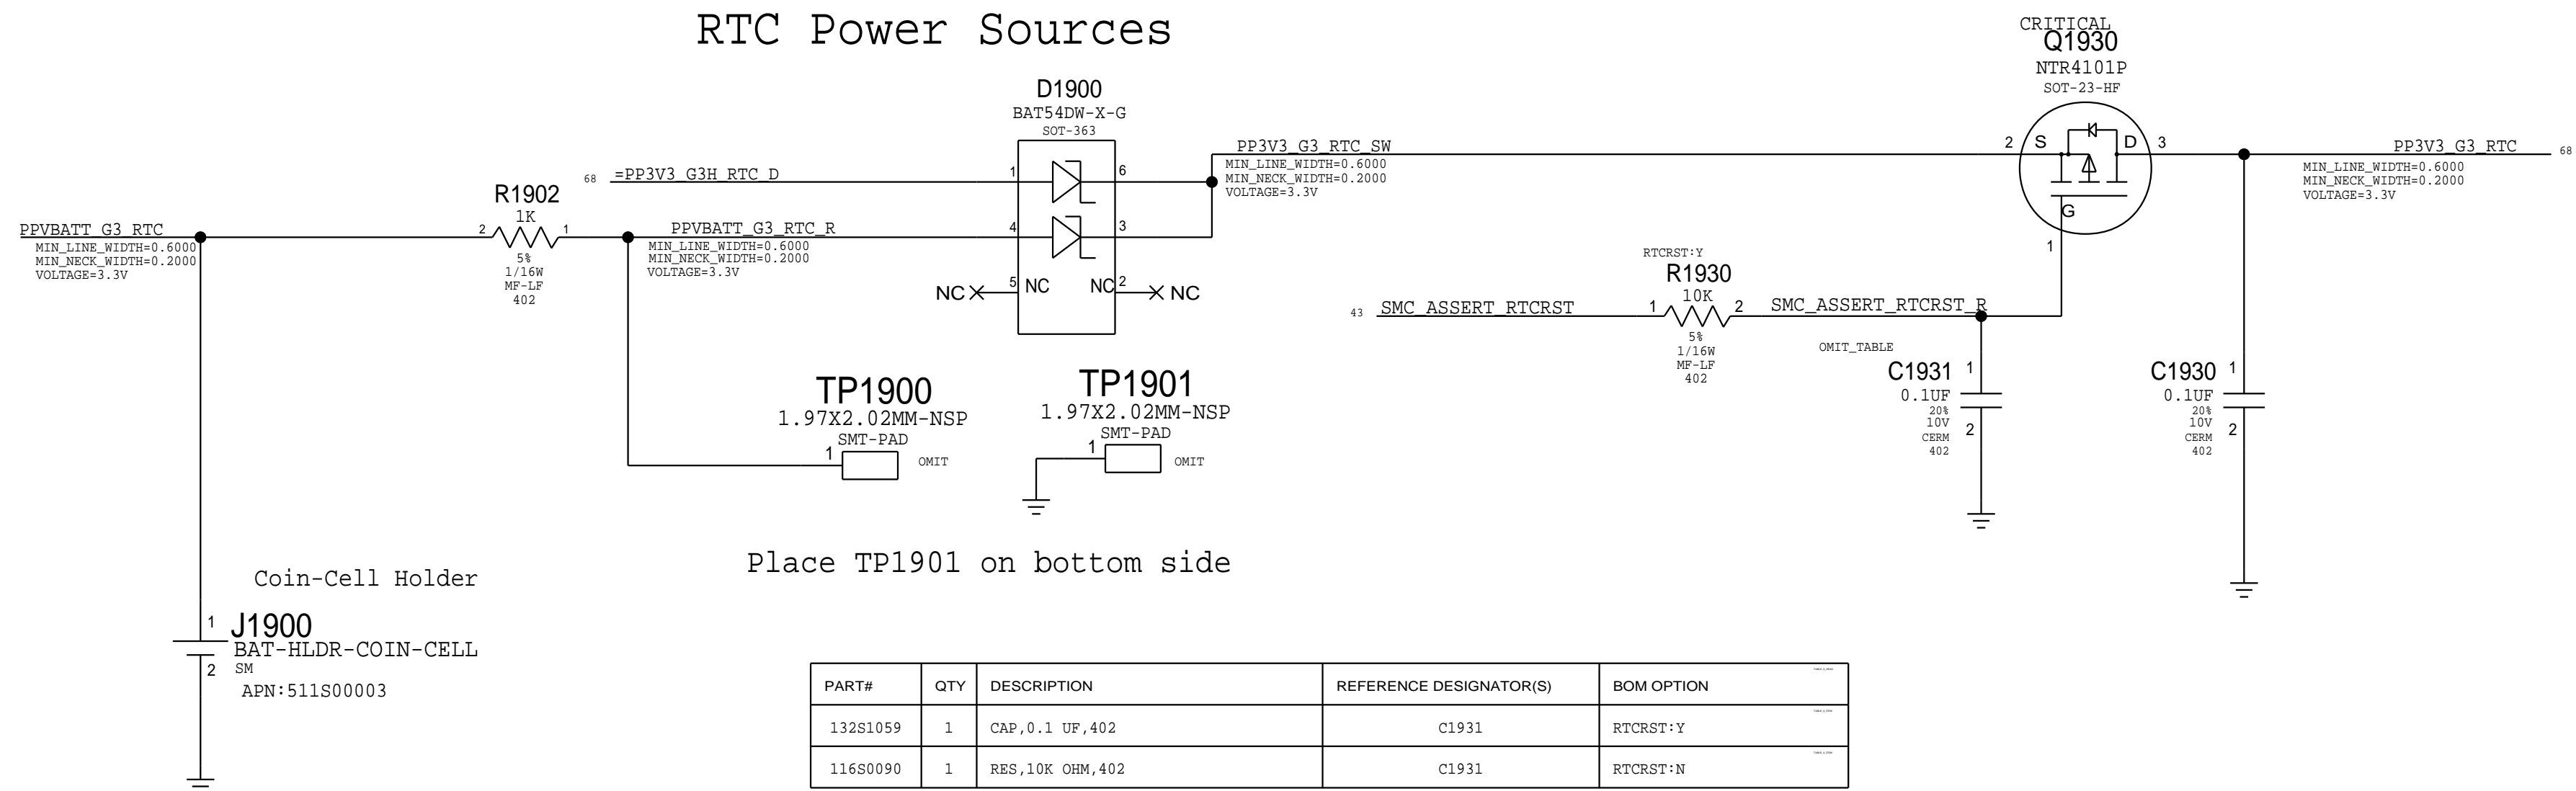 RTC Power Sources
CRITICAL
Q1930
NTR4101P
SOT-23-HF
2
S
D
3
G
1
D1900
BAT54DW-X-G
SOT-363
1
6
4
3
5
NC
NC
2
NC
NC
68
=PP3V3_G3H_RTC_D
PP3V3_G3_RTC_SW
MIN_LINE_WIDTH=0.6000
MIN_NECK_WIDTH=0.2000
VOLTAGE=3.3V
PP3V3_G3_RTC
68
MIN_LINE_WIDTH=0.6000
MIN_NECK_WIDTH=0.2000
VOLTAGE=3.3V
PPVBATT_G3_RTC
MIN_LINE_WIDTH=0.6000
MIN_NECK_WIDTH=0.2000
VOLTAGE=3.3V
R1902
1K
2
1
5%
1/16W
MF-LF
402
PPVBATT_G3_RTC_R
MIN_LINE_WIDTH=0.6000
MIN_NECK_WIDTH=0.2000
VOLTAGE=3.3V
RTCRST:Y
R1930
10K
43
SMC_ASSERT_RTCRST
1
2
SMC_ASSERT_RTCRST_R
5%
1/16W
MF-LF
402
OMIT_TABLE
C1931
0.1UF
20%
10V
CERM
402
1
2
C1930
0.1UF
20%
10V
CERM
402
1
2
TP1900
1.97X2.02MM-NSP
SMT-PAD
1
OMIT
TP1901
1.97X2.02MM-NSP
SMT-PAD
1
OMIT
Place TP1901 on bottom side
Coin-Cell Holder
1
J1900
BAT-HLDR-COIN-CELL
2
SM
APN:511S00003
PART# QTY DESCRIPTION REFERENCE DESIGNATOR(S) BOM OPTION
132S1059 1 CAP,0.1 UF,402 C1931 RTCRST:Y
116S0090 1 RES,10K OHM,402 C1931 RTCRST:N